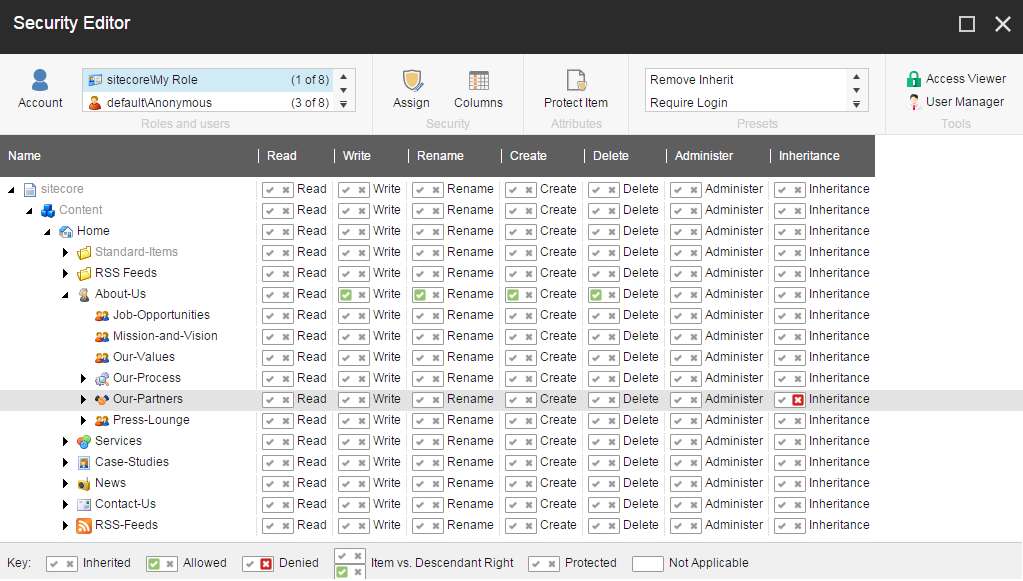 Security Editor
Account
sitecore\My Role (1 of 8)
default\Anonymous (3 of 8)
Roles and users
Assign
Columns
Security
Protect Item
Attributes
Remove Inherit
Require Login
Presets
Access Viewer
User Manager
Tools
Name Read Write Rename Create Delete Administer Inheritance
sitecore Read Write Rename Create Delete Administer Inheritance
Content Read Write Rename Create Delete Administer Inheritance
Home Read Write Rename Create Delete Administer Inheritance
Standard-Items Read Write Rename Create Delete Administer Inheritance
RSS Feeds Read Write Rename Create Delete Administer Inheritance
About-Us Read Write Rename Create Delete Administer Inheritance
Job-Opportunities Read Write Rename Create Delete Administer Inheritance
Mission-and-Vision Read Write Rename Create Delete Administer Inheritance
Our-Values Read Write Rename Create Delete Administer Inheritance
Our-Process Read Write Rename Create Delete Administer Inheritance
Our-Partners Read Write Rename Create Delete Administer Inheritance
Press-Lounge Read Write Rename Create Delete Administer Inheritance
Services Read Write Rename Create Delete Administer Inheritance
Case-Studies Read Write Rename Create Delete Administer Inheritance
News Read Write Rename Create Delete Administer Inheritance
Contact-Us Read Write Rename Create Delete Administer Inheritance
RSS-Feeds Read Write Rename Create Delete Administer Inheritance
Key: Inherited Allowed Denied Item vs. Descendant Right Protected Not Applicable